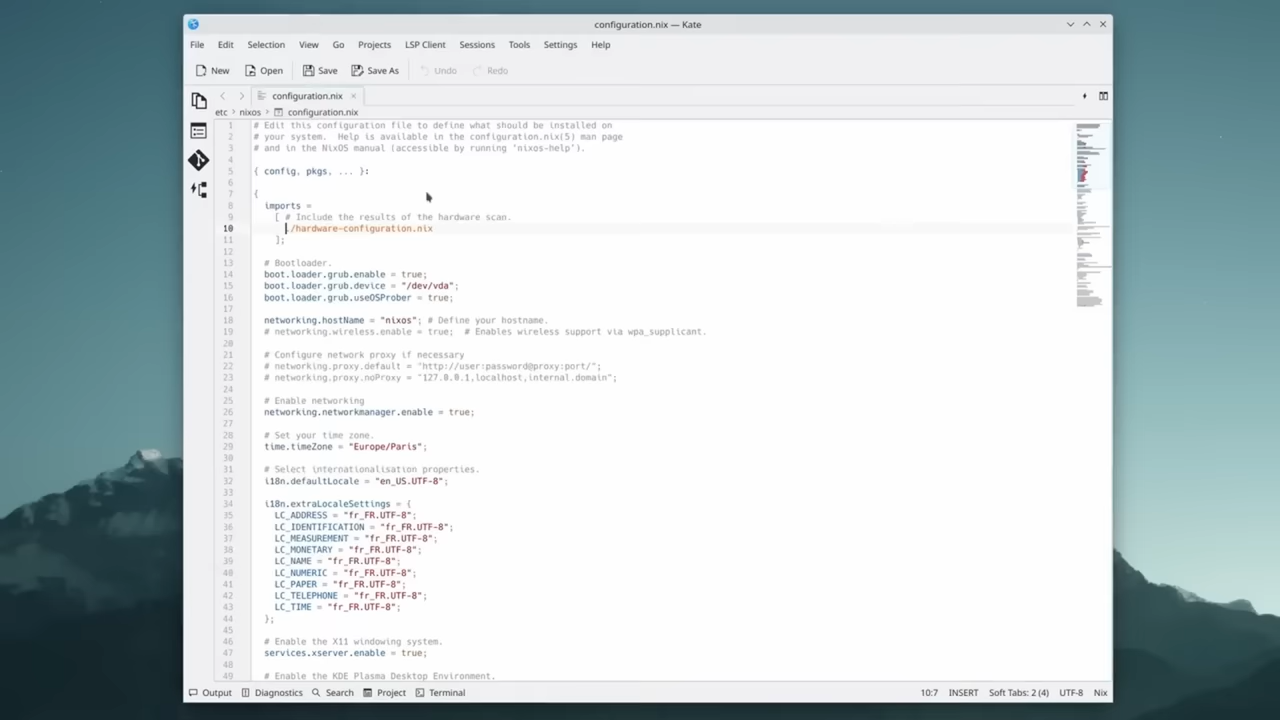 configuration.nix — Kate
File Edit Selection View Go Projects LSP Client Sessions Tools Settings Help
New Open Save Save As Undo Redo
configuration.nix
etc > nixos > configuration.nix
1 # Edit this configuration file to define what should be installed on
2 # your system.  Help is available in the configuration.nix(5) man page
3 # and in the NixOS manual (accessible by running ‘nixos-help’).
4
5 { config, pkgs, ... }:
6
7 {
8   imports =
9     [ # Include the results of the hardware scan.
10       ./hardware-configuration.nix
11     ];
12
13   # Bootloader.
14   boot.loader.grub.enable = true;
15   boot.loader.grub.device = "/dev/vda";
16   boot.loader.grub.useOSProber = true;
17
18   networking.hostName = "nixos"; # Define your hostname.
19   # networking.wireless.enable = true;  # Enables wireless support via wpa_supplicant.
20
21   # Configure network proxy if necessary
22   # networking.proxy.default = "http://user:password@proxy:port/";
23   # networking.proxy.noProxy = "127.0.0.1,localhost,internal.domain";
24
25   # Enable networking
26   networking.networkmanager.enable = true;
27
28   # Set your time zone.
29   time.timeZone = "Europe/Paris";
30
31   # Select internationalisation properties.
32   i18n.defaultLocale = "en_US.UTF-8";
33
34   i18n.extraLocaleSettings = {
35     LC_ADDRESS = "fr_FR.UTF-8";
36     LC_IDENTIFICATION = "fr_FR.UTF-8";
37     LC_MEASUREMENT = "fr_FR.UTF-8";
38     LC_MONETARY = "fr_FR.UTF-8";
39     LC_NAME = "fr_FR.UTF-8";
40     LC_NUMERIC = "fr_FR.UTF-8";
41     LC_PAPER = "fr_FR.UTF-8";
42     LC_TELEPHONE = "fr_FR.UTF-8";
43     LC_TIME = "fr_FR.UTF-8";
44   };
45
46   # Enable the X11 windowing system.
47   services.xserver.enable = true;
48
49   # Enable the KDE Plasma Desktop Environment.
Output Diagnostics Search Project Terminal 10:7 INSERT Soft Tabs: 2 (4) UTF-8 Nix